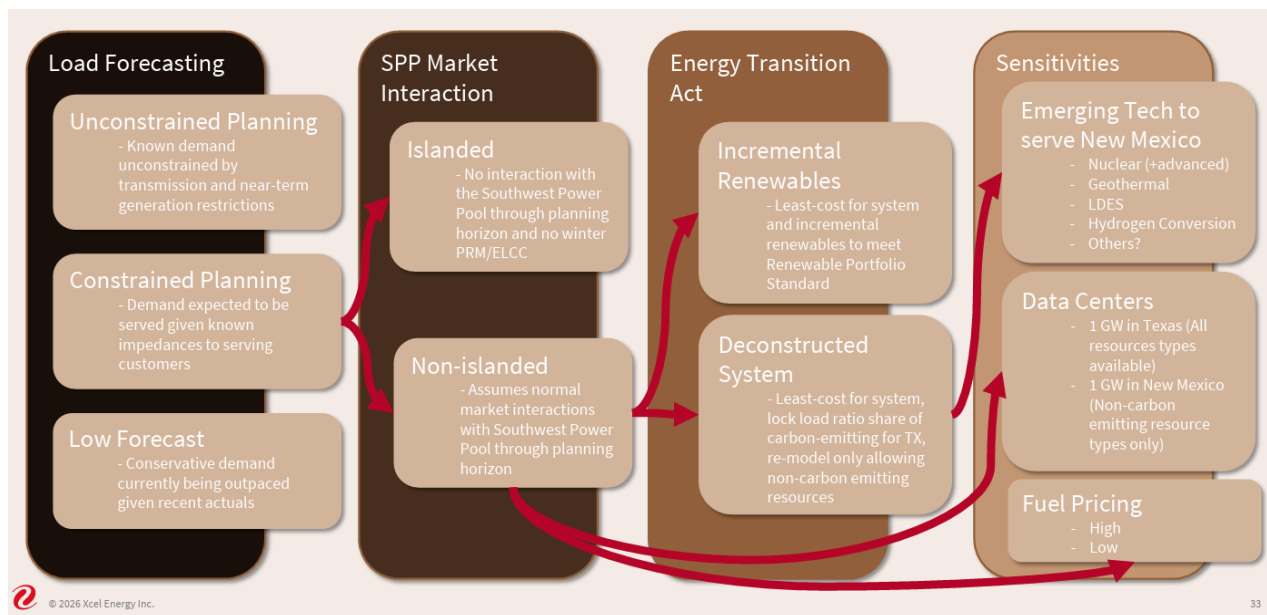 Load Forecasting
Unconstrained Planning
- Known demand
unconstrained by
transmission and near-term
generation restrictions
Constrained Planning
- Demand expected to be
served given known
impedances to serving
customers
Low Forecast
- Conservative demand
currently being outpaced
given recent actuals
SPP Market
Interaction
Islanded
- No interaction with
the Southwest Power
Pool through planning
horizon and no winter
PRM/ELCC
Non-islanded
- Assumes normal
market interactions
with Southwest Power
Pool through planning
horizon
Energy Transition
Act
Incremental
Renewables
- Least-cost for system
and incremental
renewables to meet
Renewable Portfolio
Standard
Deconstructed
System
- Least-cost for system,
lock load ratio share of
carbon-emitting for TX,
re-model only allowing
non-carbon emitting
resources
Sensitivities
Emerging Tech to
serve New Mexico
- Nuclear (+advanced)
- Geothermal
- LDES
- Hydrogen Conversion
- Others?
Data Centers
- 1 GW in Texas (All
resources types
available)
- 1 GW in New Mexico
(Non-carbon
emitting resource
types only)
Fuel Pricing
- High
- Low
© 2026 Xcel Energy Inc.
33